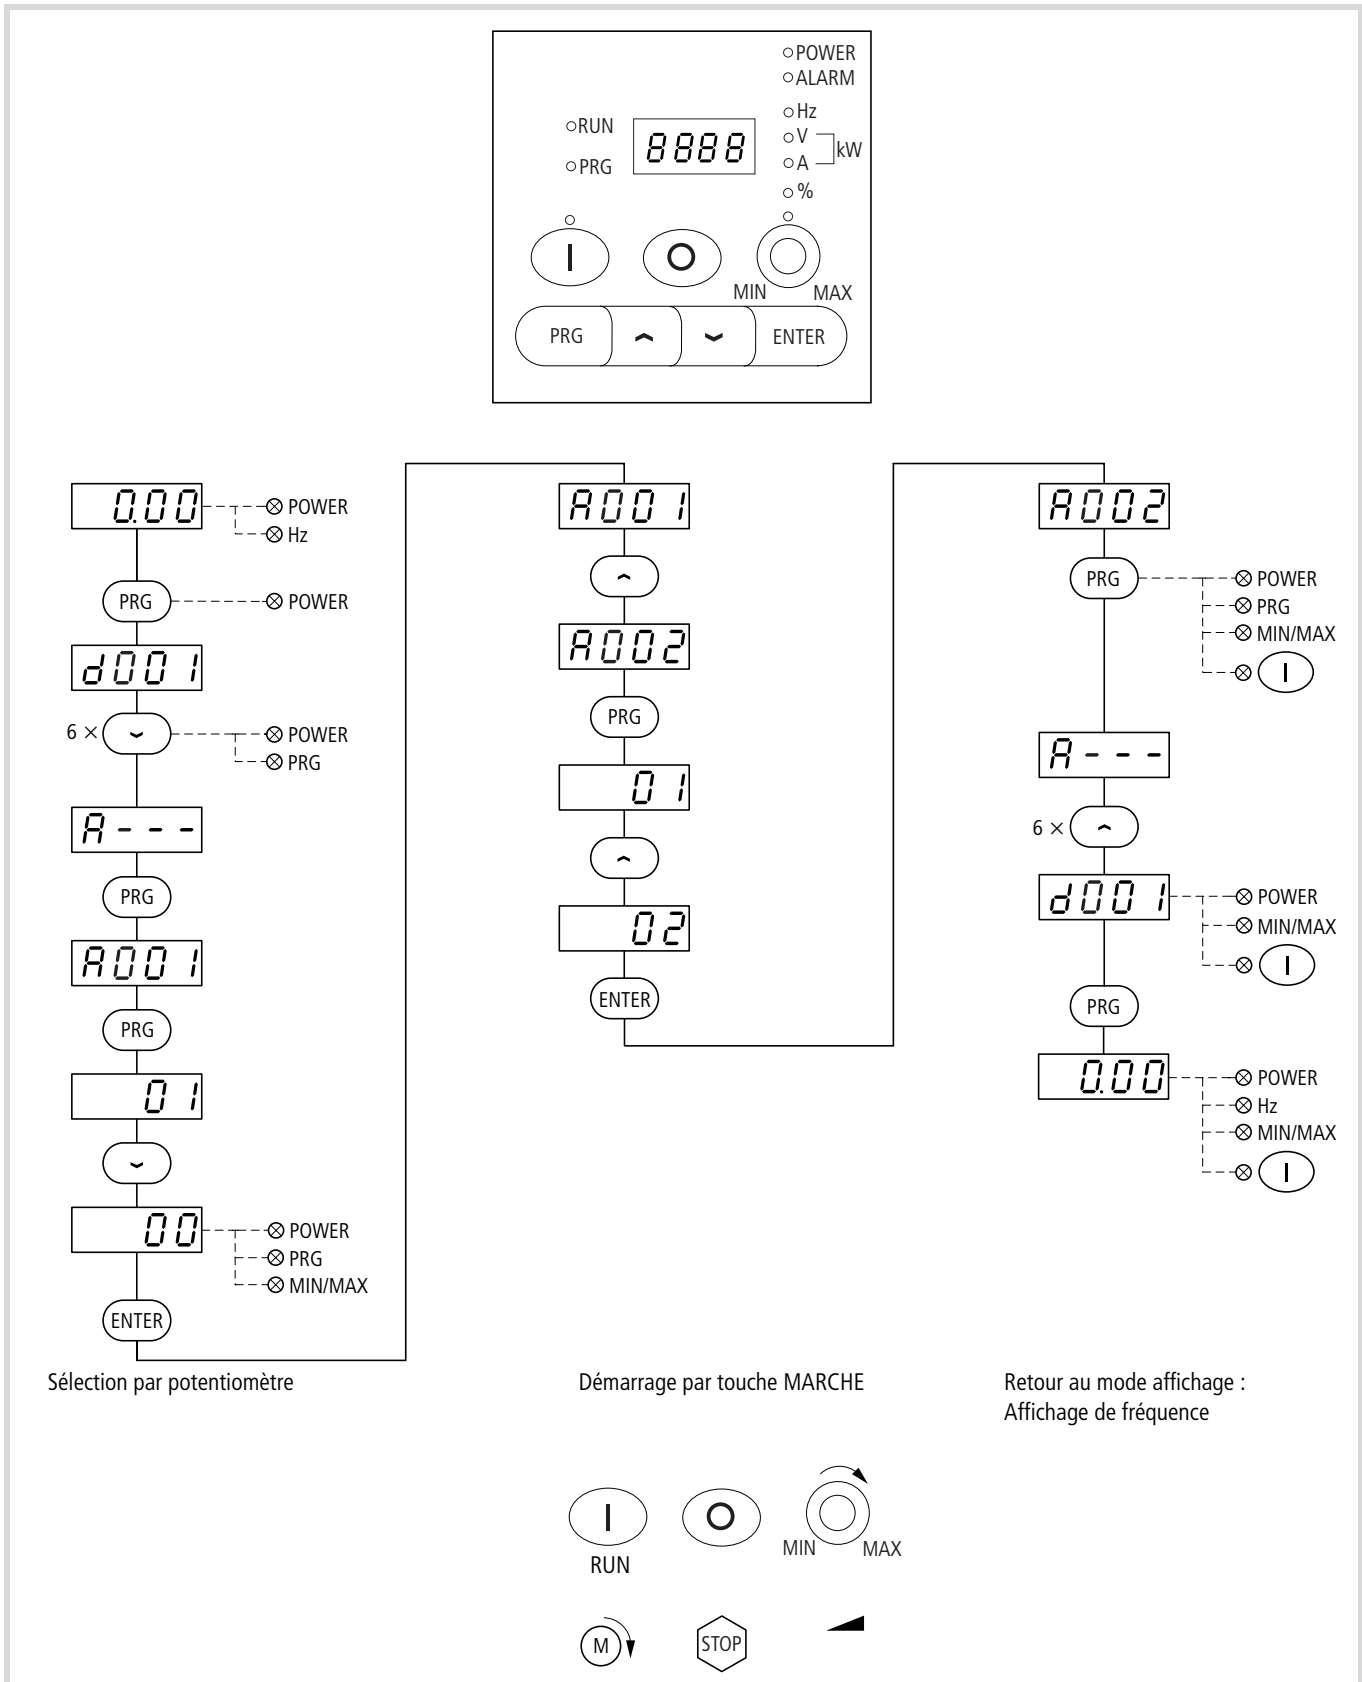 POWER
ALARM
Hz
RUN
8888
V
kW
PRG
A
%
MIN
MAX
PRG
ENTER
0.00
POWER
Hz
PRG
POWER
d001
6 ×
POWER
PRG
A---
PRG
A001
PRG
01
00
POWER
PRG
MIN/MAX
ENTER
Sélection par potentiomètre
A001
A002
PRG
01
02
ENTER
Démarrage par touche MARCHE
A002
PRG
POWER
PRG
MIN/MAX
A---
6 ×
d001
POWER
MIN/MAX
PRG
0.00
POWER
Hz
MIN/MAX
Retour au mode affichage :
Affichage de fréquence
MIN
MAX
RUN
M
STOP